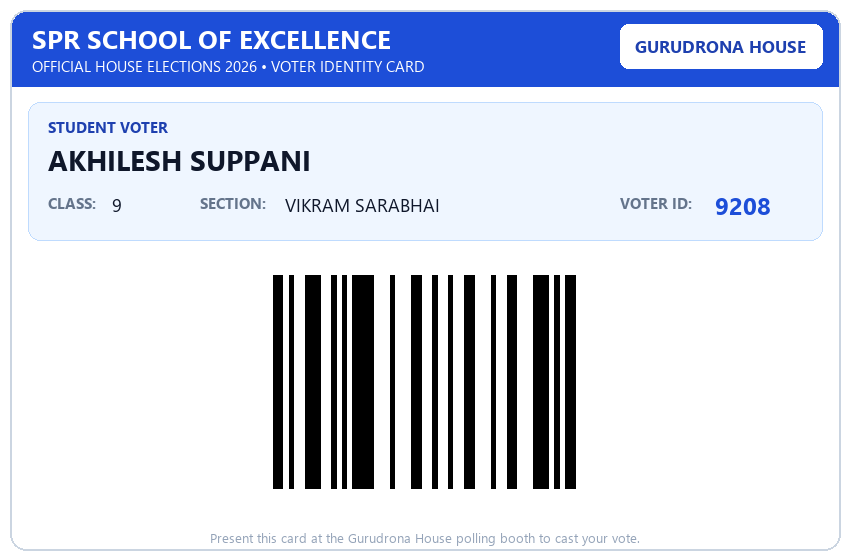 SPR SCHOOL OF EXCELLENCE
OFFICIAL HOUSE ELECTIONS 2026 • VOTER IDENTITY CARD
GURUDRONA HOUSE
STUDENT VOTER
AKHILESH SUPPANI
CLASS: 9 SECTION: VIKRAM SARABHAI VOTER ID: 9208
Present this card at the Gurudrona House polling booth to cast your vote.